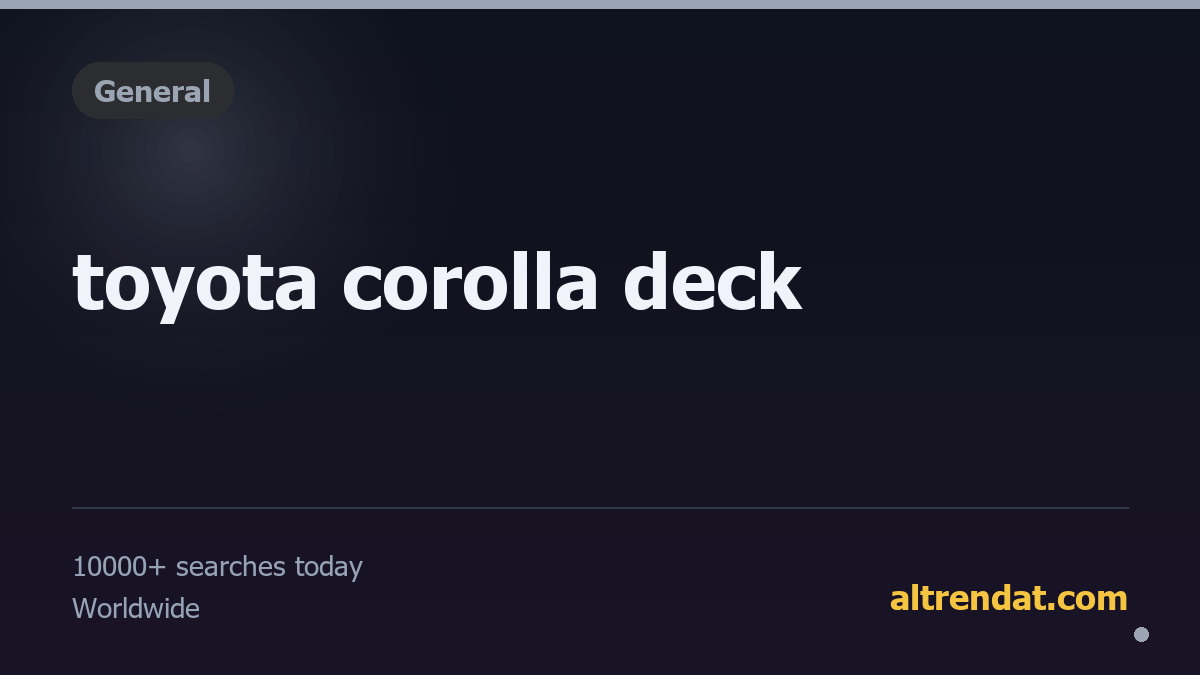 General
toyota corolla deck
10000+ searches today
Worldwide
altrendat.com